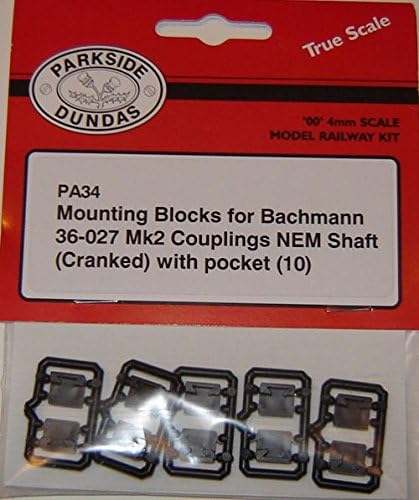 True Scale
PARKSIDE
DUNDAS
'00' 4mm SCALE
MODEL RAILWAY KIT
PA34
Mounting Blocks for Bachmann
36-027 Mk2 Couplings NEM Shaft
(Cranked) with pocket (10)